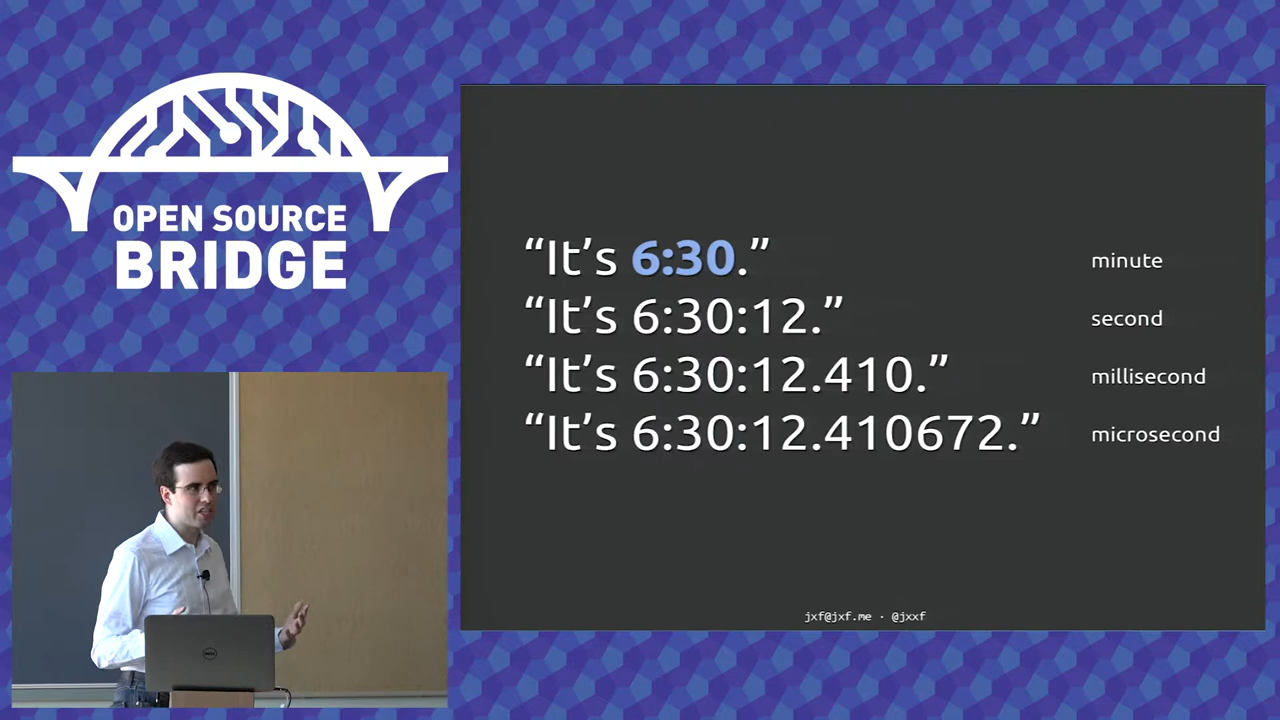 OPEN SOURCE
BRIDGE
“It’s 6:30.” minute
“It’s 6:30:12.” second
“It’s 6:30:12.410.” millisecond
“It’s 6:30:12.410672.” microsecond
jxf@jxf.me · @jxxf
DELL